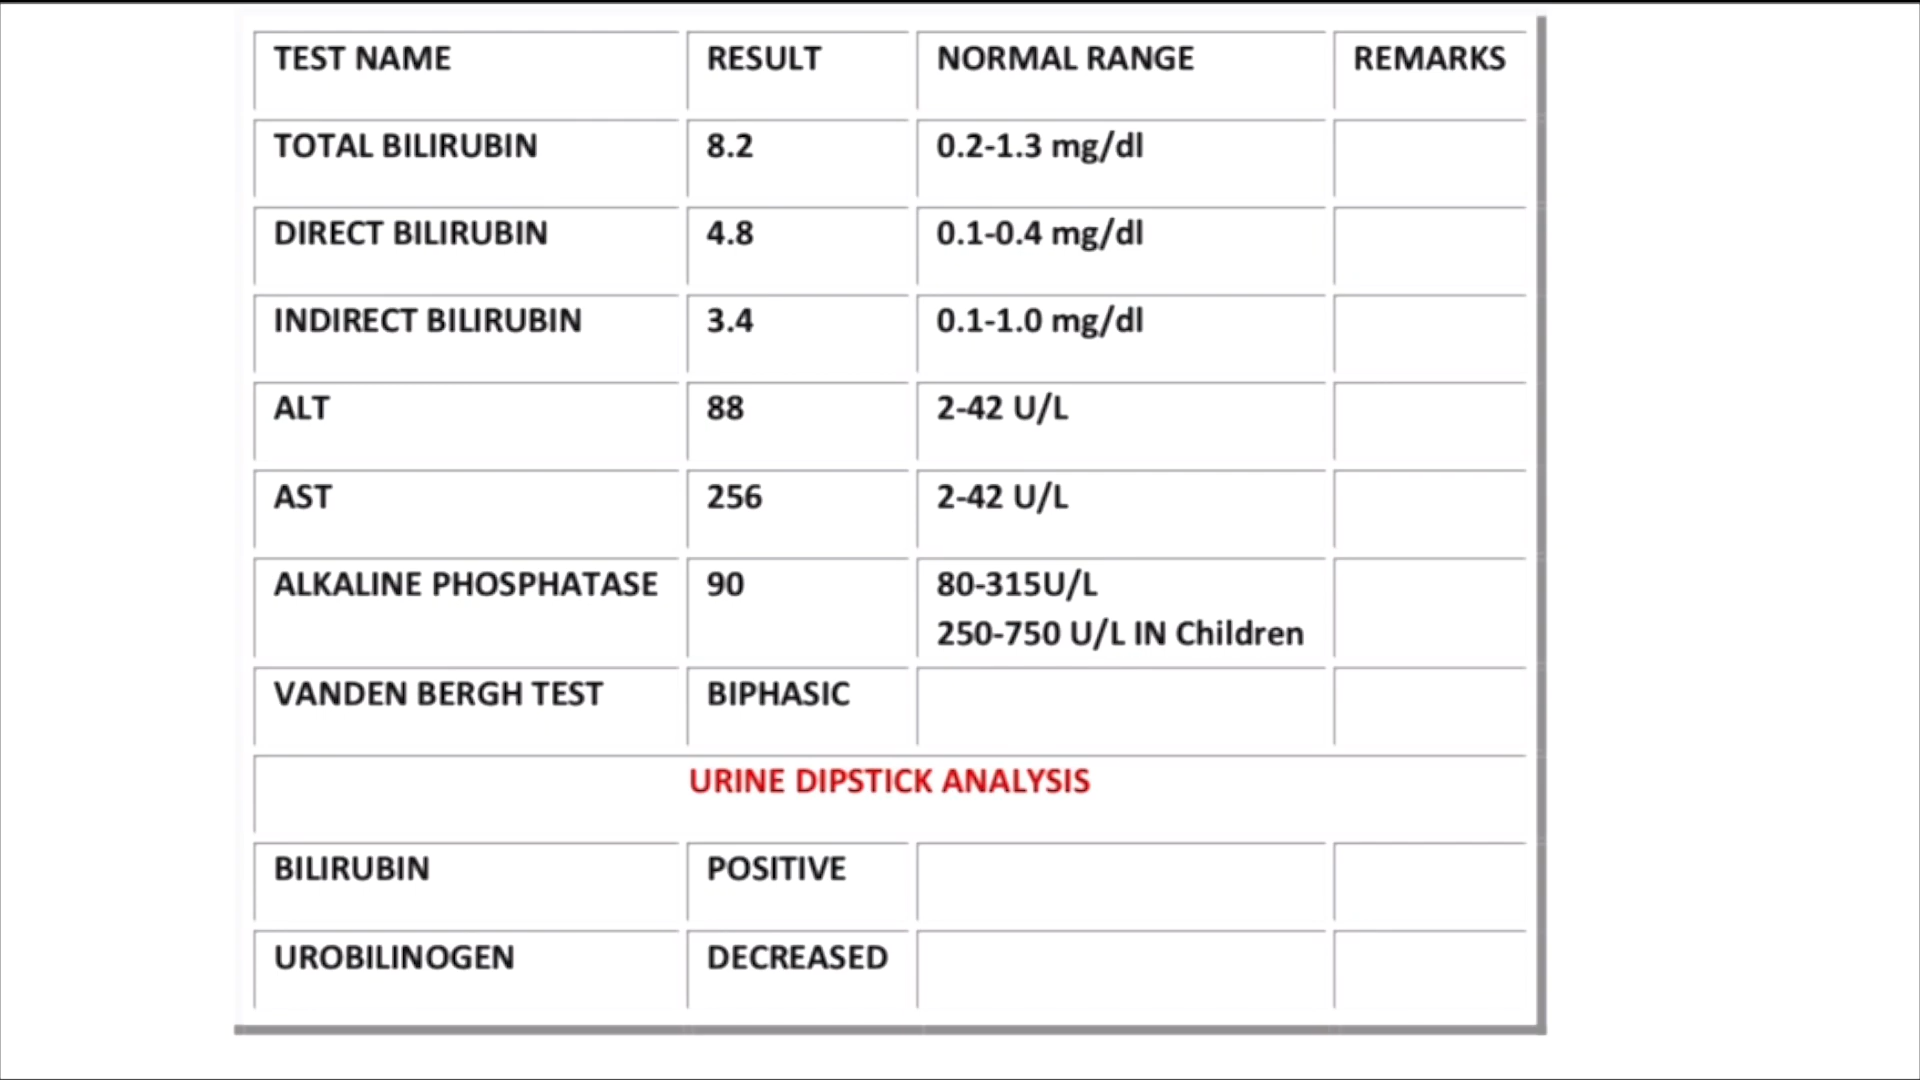 TEST NAME RESULT NORMAL RANGE REMARKS
TOTAL BILIRUBIN 8.2 0.2-1.3 mg/dl
DIRECT BILIRUBIN 4.8 0.1-0.4 mg/dl
INDIRECT BILIRUBIN 3.4 0.1-1.0 mg/dl
ALT 88 2-42 U/L
AST 256 2-42 U/L
ALKALINE PHOSPHATASE 90 80-315U/L
250-750 U/L IN Children
VANDEN BERGH TEST BIPHASIC
URINE DIPSTICK ANALYSIS
BILIRUBIN POSITIVE
UROBILINOGEN DECREASED